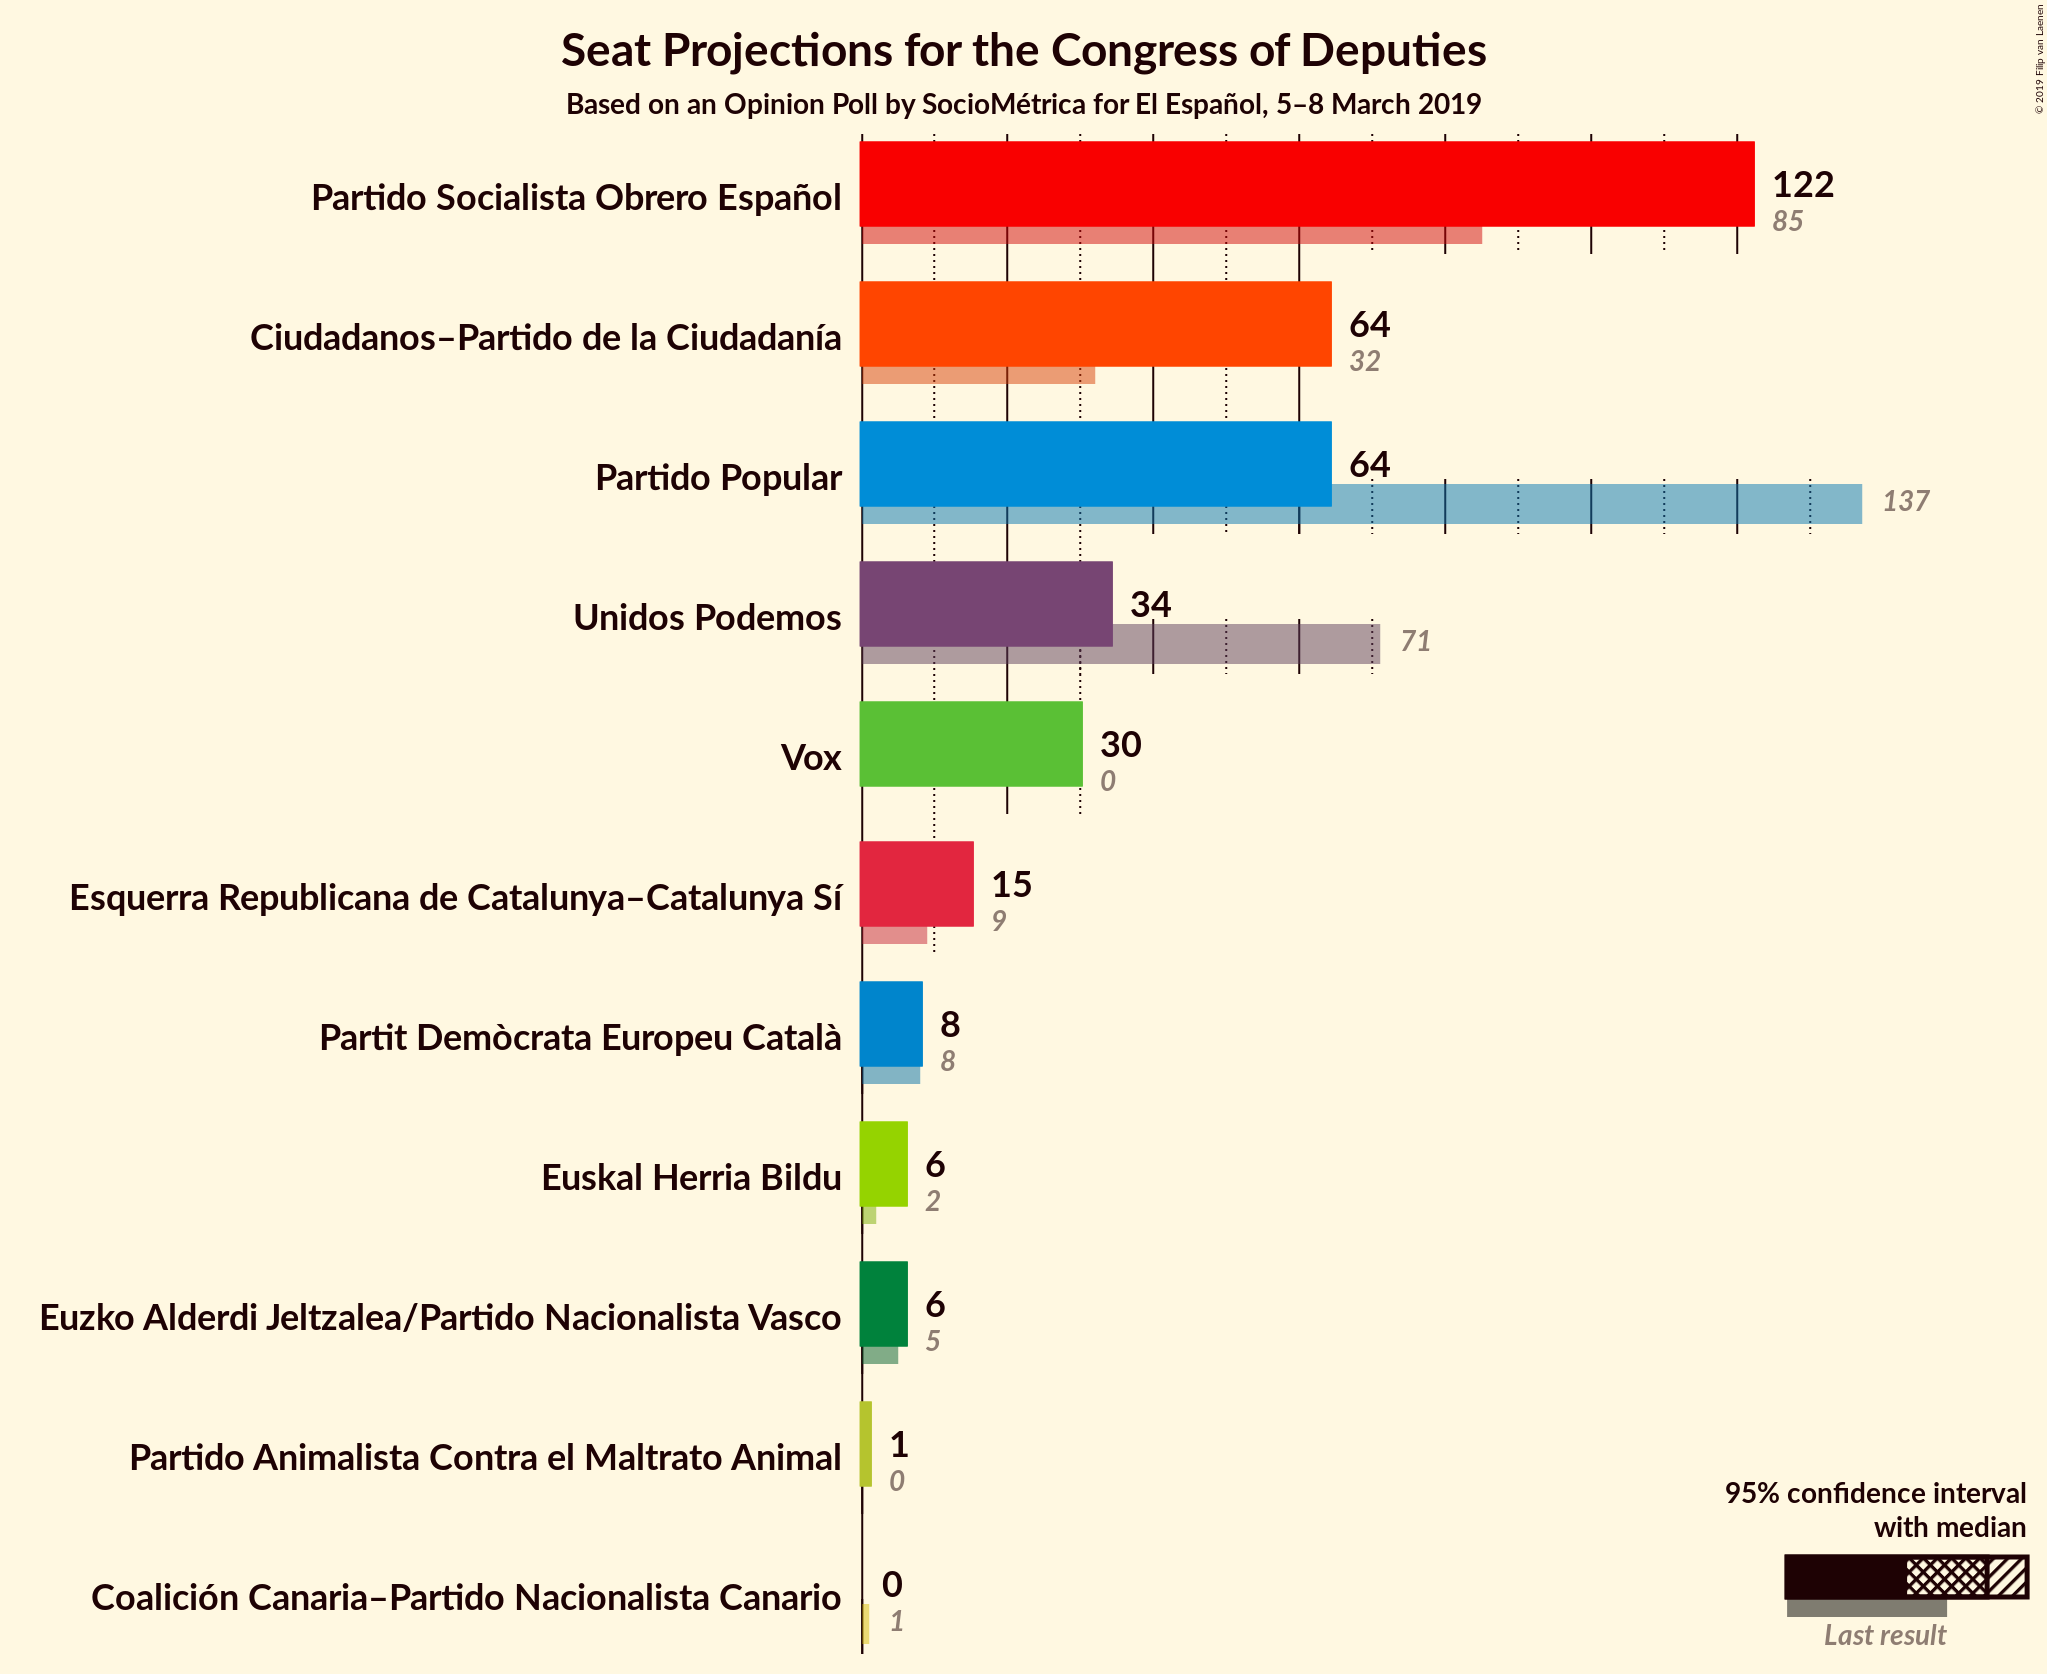 Seat Projections for the Congress of Deputies
Based on an Opinion Poll by SocioMétrica for El Español, 5–8 March 2019
© 2019 Filip van Laenen
Partido Socialista Obrero Español
122
85
Ciudadanos–Partido de la Ciudadanía
64
32
Partido Popular
64
137
Unidos Podemos
34
71
Vox
30
0
Esquerra Republicana de Catalunya–Catalunya Sí
15
9
Partit Demòcrata Europeu Català
8
8
Euskal Herria Bildu
6
2
Euzko Alderdi Jeltzalea/Partido Nacionalista Vasco
6
5
Partido Animalista Contra el Maltrato Animal
1
0
Coalición Canaria–Partido Nacionalista Canario
0
1
95% confidence interval
with median
Last result